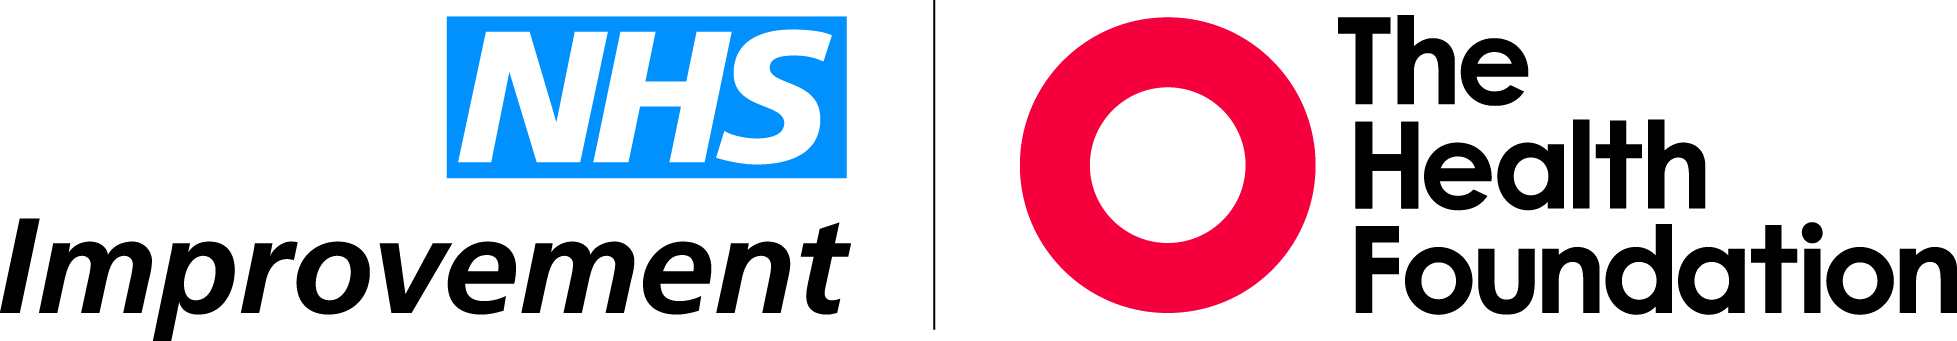 NHS
Improvement
The
Health
Foundation